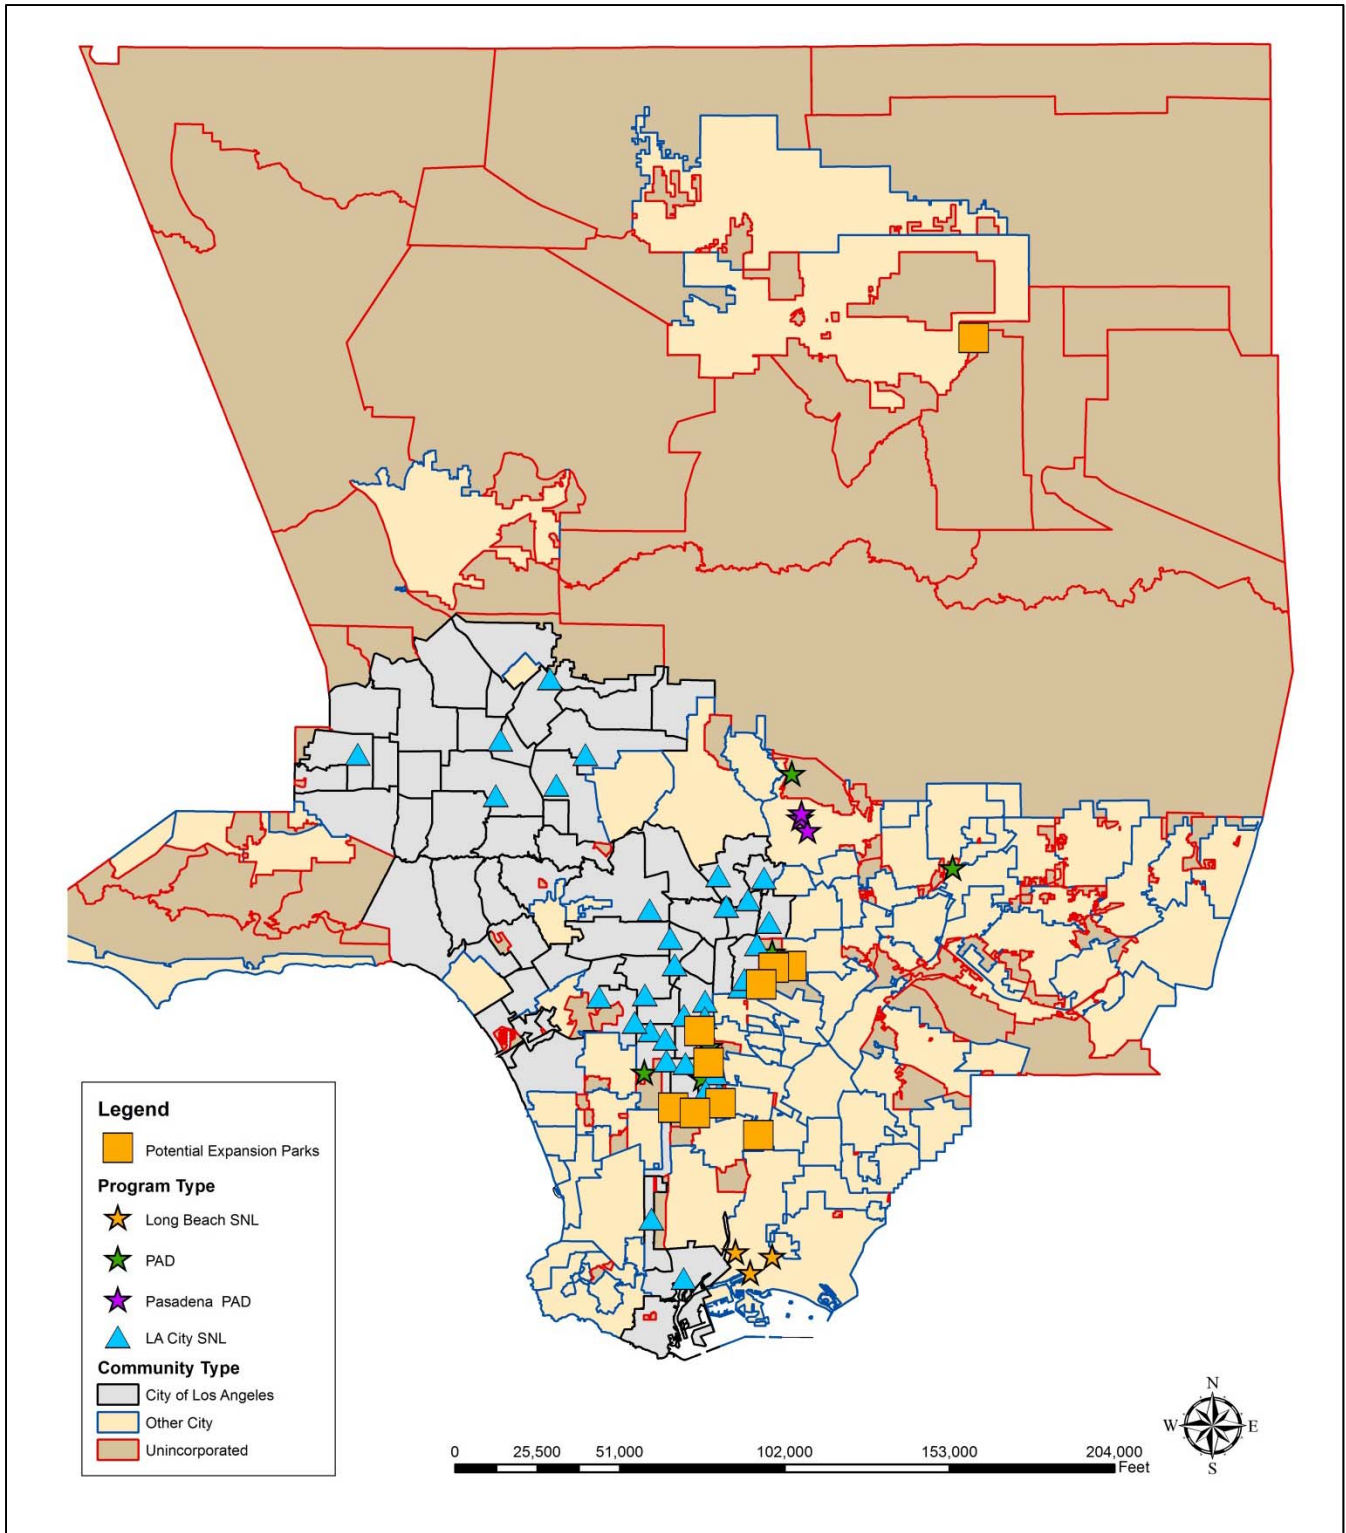 Legend
Potential Expansion Parks
Program Type
Long Beach SNL
PAD
Pasadena PAD
LA City SNL
Community Type
City of Los Angeles
Other City
Unincorporated
N
W E
S
0 25,500 51,000 102,000 153,000 204,000
Feet